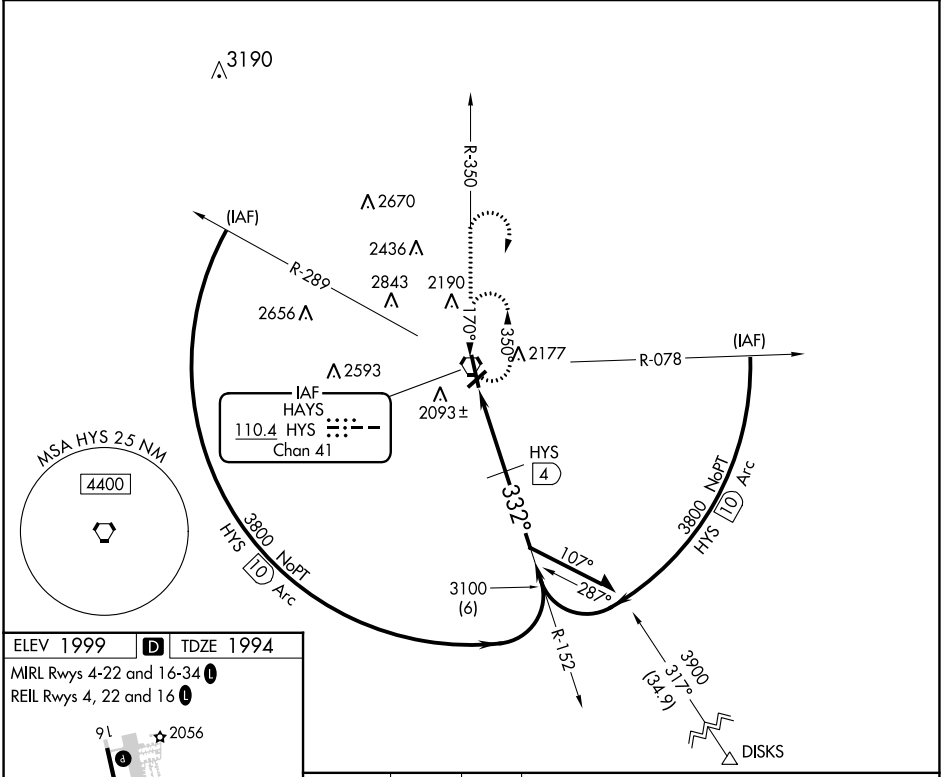 3190
R-350
(IAF)
2670
2436
R-289
2843
2190
2656
170°
350°
2177
R-078
(IAF)
2593
IAF
HAYS
110.4 HYS
Chan 41
2093±
MSA HYS 25 NM
4400
HYS
4
332°
3800 NoPT
HYS 10 Arc
3800 NoPT
HYS 10 Arc
107°
287°
3100
(6)
R-152
3900
317°
(34.9)
DISKS
ELEV 1999 D TDZE 1994
MIRL Rwys 4-22 and 16-34 L
REIL Rwys 4, 22 and 16 L
16
2056
P